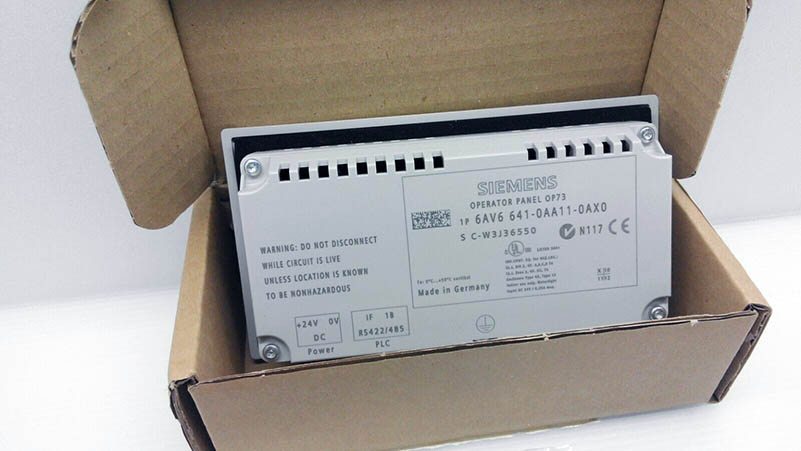 SIEMENS
OPERATOR PANEL OP73
1P 6AV6 641-0AA11-0AX0
S C-W3J36550
N117 CE
WARNING: DO NOT DISCONNECT
WHILE CIRCUIT IS LIVE
UNLESS LOCATION IS KNOWN
TO BE NONHAZARDOUS
Made in Germany
+24V 0V
DC
Power
IF 1B
RS422/485
PLC